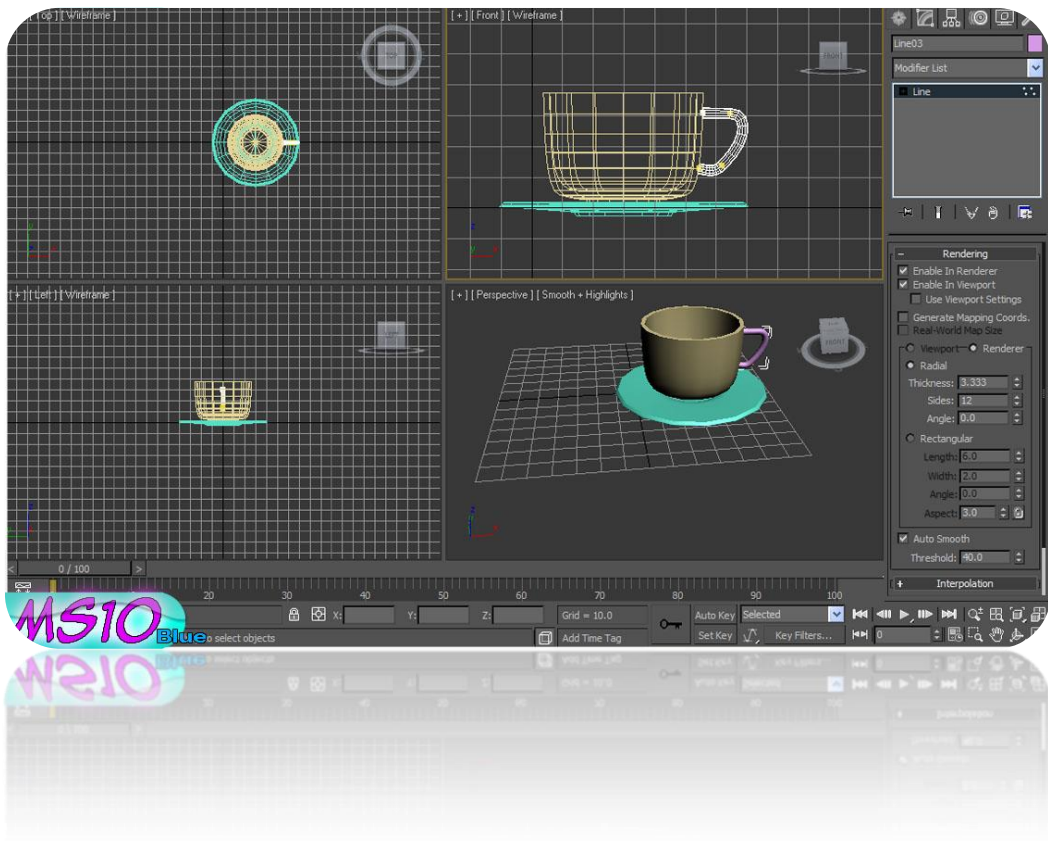 Top ] [ Wireframe ]
[ + ] [ Front ] [ Wireframe ]
TOP
FRONT
[ + ] [ Left ] [ Wireframe ]
LEFT
[ + ] [ Perspective ] [ Smooth + Highlights ]
FRONT
Line03
Modifier List
Line
Rendering
Enable In Renderer
Enable In Viewport
Use Viewport Settings
Generate Mapping Coords.
Real-World Map Size
Viewport Renderer
Radial
Thickness: 3.333
Sides: 12
Angle: 0.0
Rectangular
Length: 6.0
Width: 2.0
Angle: 0.0
Aspect: 3.0
Auto Smooth
Threshold: 40.0
Interpolation
< 0 / 100 >
20 30 40 50 60 70 80 90 100
X: Y: Z: Grid = 10.0 Auto Key Selected
MS10 Blue
o select objects Add Time Tag Set Key Key Filters... 0